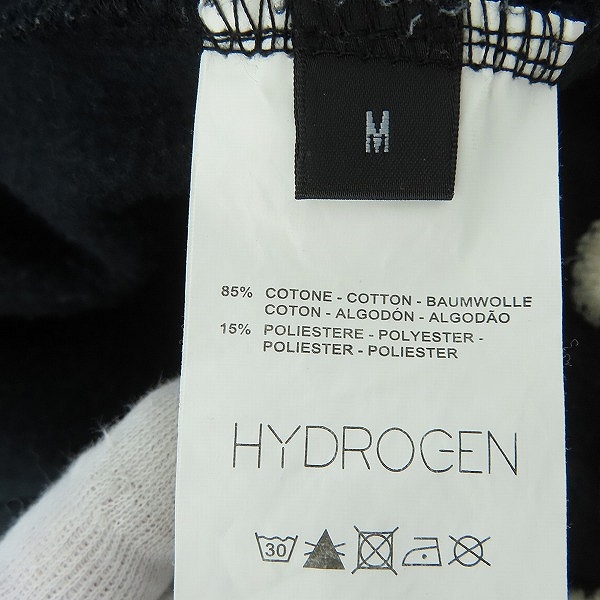 M
85% COTONE - COTTON - BAUMWOLLE
COTON - ALGODÓN - ALGODÃO
15% POLIESTERE - POLYESTER -
POLIESTER - POLIESTER
HYDROGEN
30